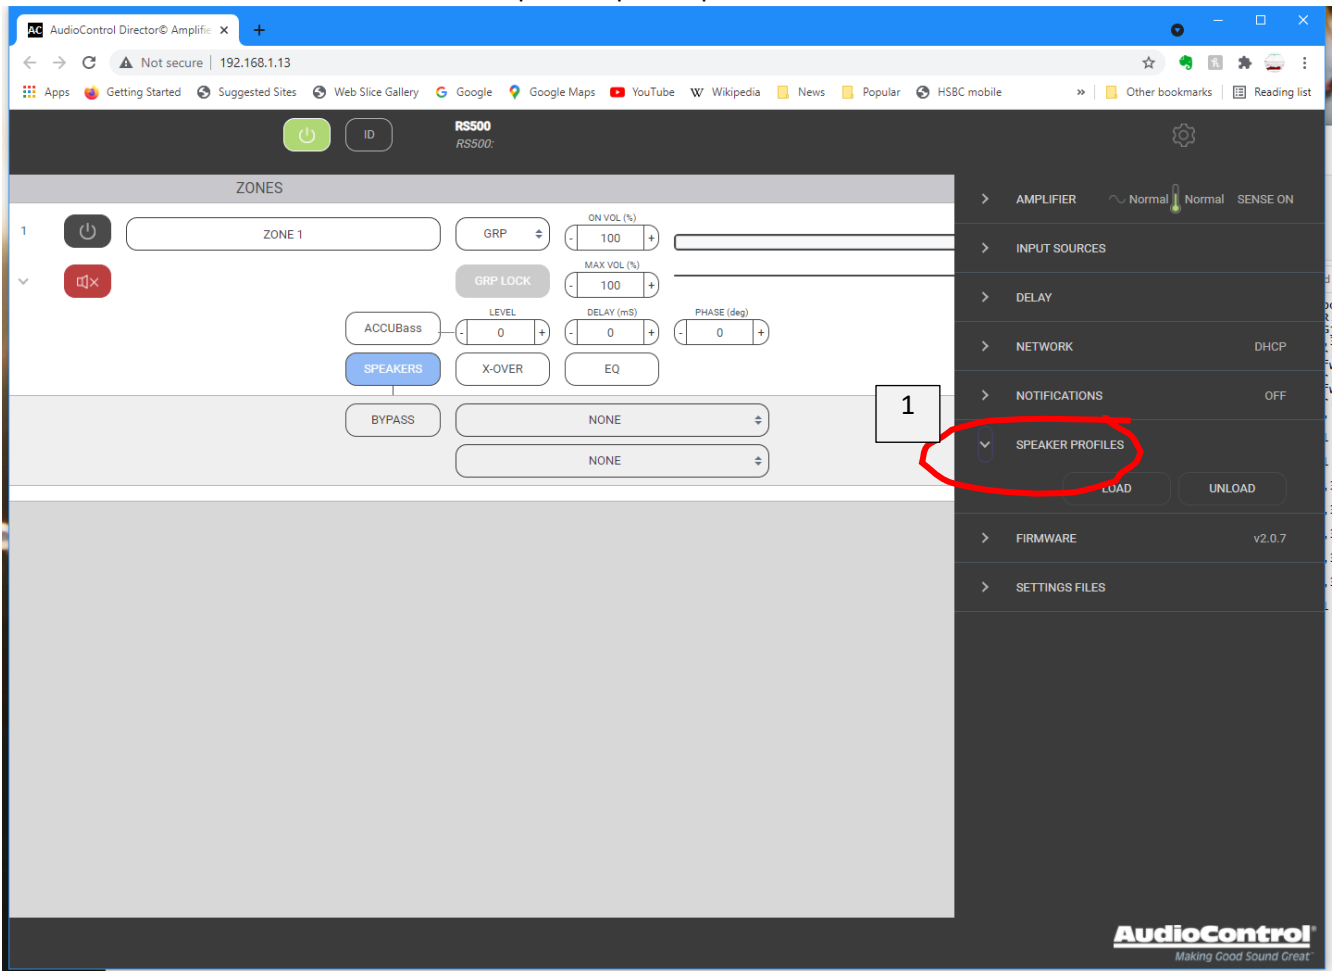 AC AudioControl Director© Amplifie
Not secure | 192.168.1.13
Apps Getting Started Suggested Sites Web Slice Gallery G Google Google Maps YouTube W Wikipedia News Popular HSBC mobile » Other bookmarks Reading list
ID
RS500
RS500:
ZONES
1
ZONE 1
GRP
ON VOL (%)
- 100 +
GRP LOCK
MAX VOL (%)
- 100 +
ACCUBass
LEVEL
- 0 +
DELAY (mS)
- 0 +
PHASE (deg)
- 0 +
SPEAKERS
X-OVER
EQ
BYPASS
NONE
NONE
1
AMPLIFIER Normal Normal SENSE ON
INPUT SOURCES
DELAY
NETWORK DHCP
NOTIFICATIONS OFF
SPEAKER PROFILES
LOAD UNLOAD
FIRMWARE v2.0.7
SETTINGS FILES
AudioControl®
Making Good Sound Great™